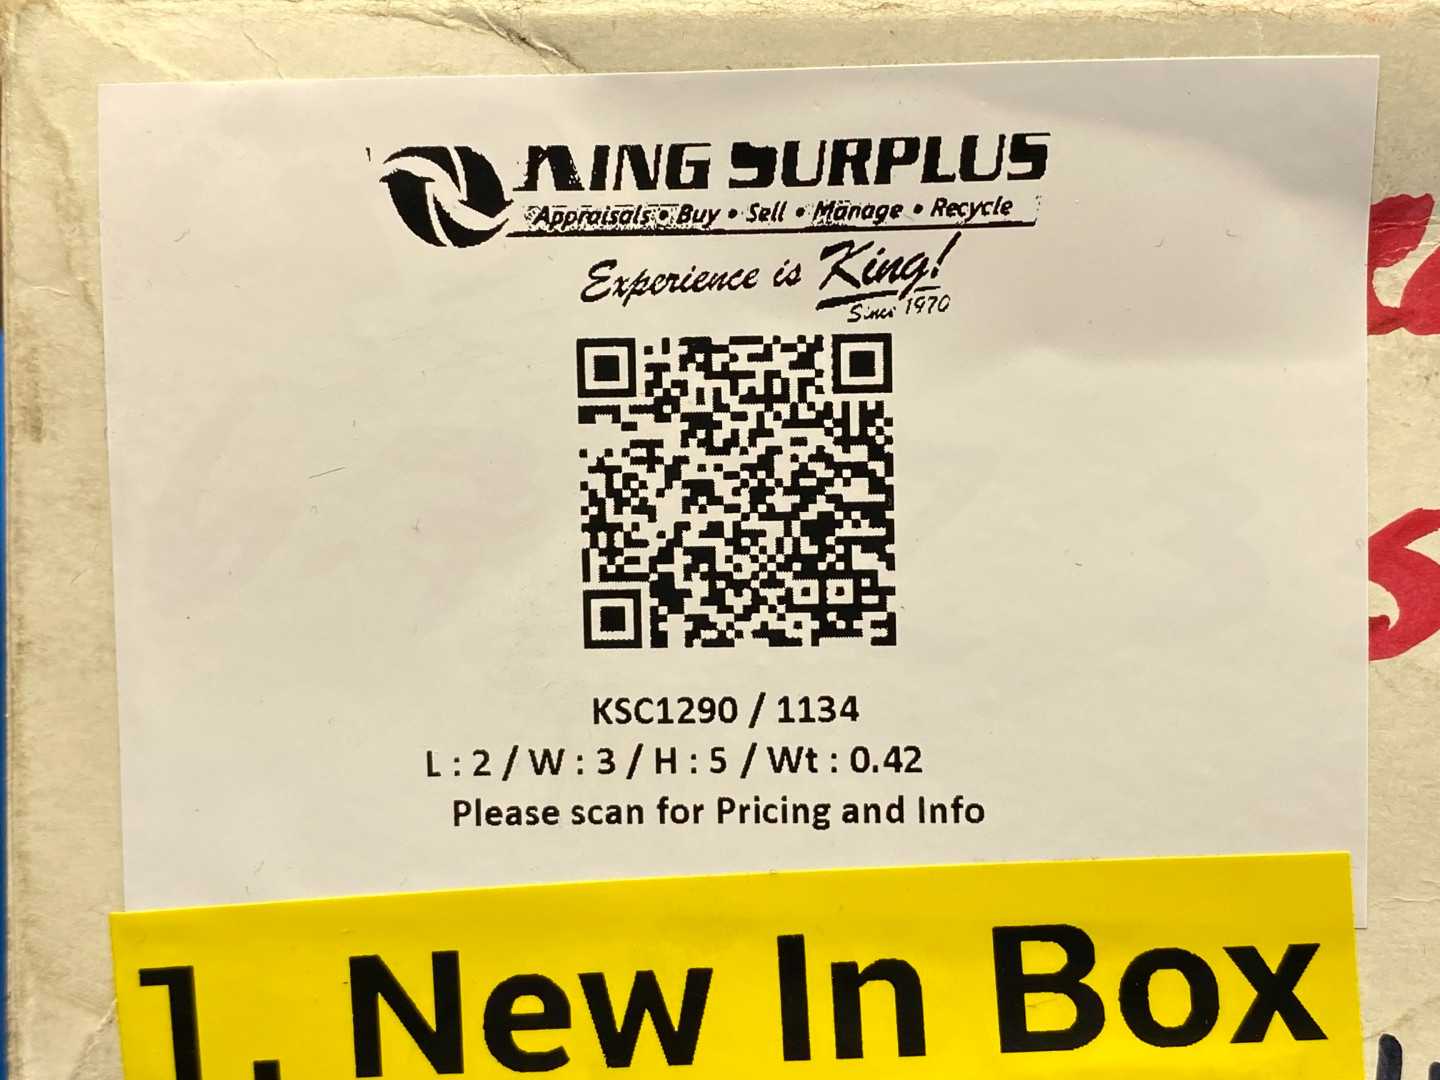 KING SURPLUS
Appraisals • Buy • Sell • Manage • Recycle
Experience is King!
Since 1970
KSC1290 / 1134
L : 2 / W : 3 / H : 5 / Wt : 0.42
Please scan for Pricing and Info
1. New In Box